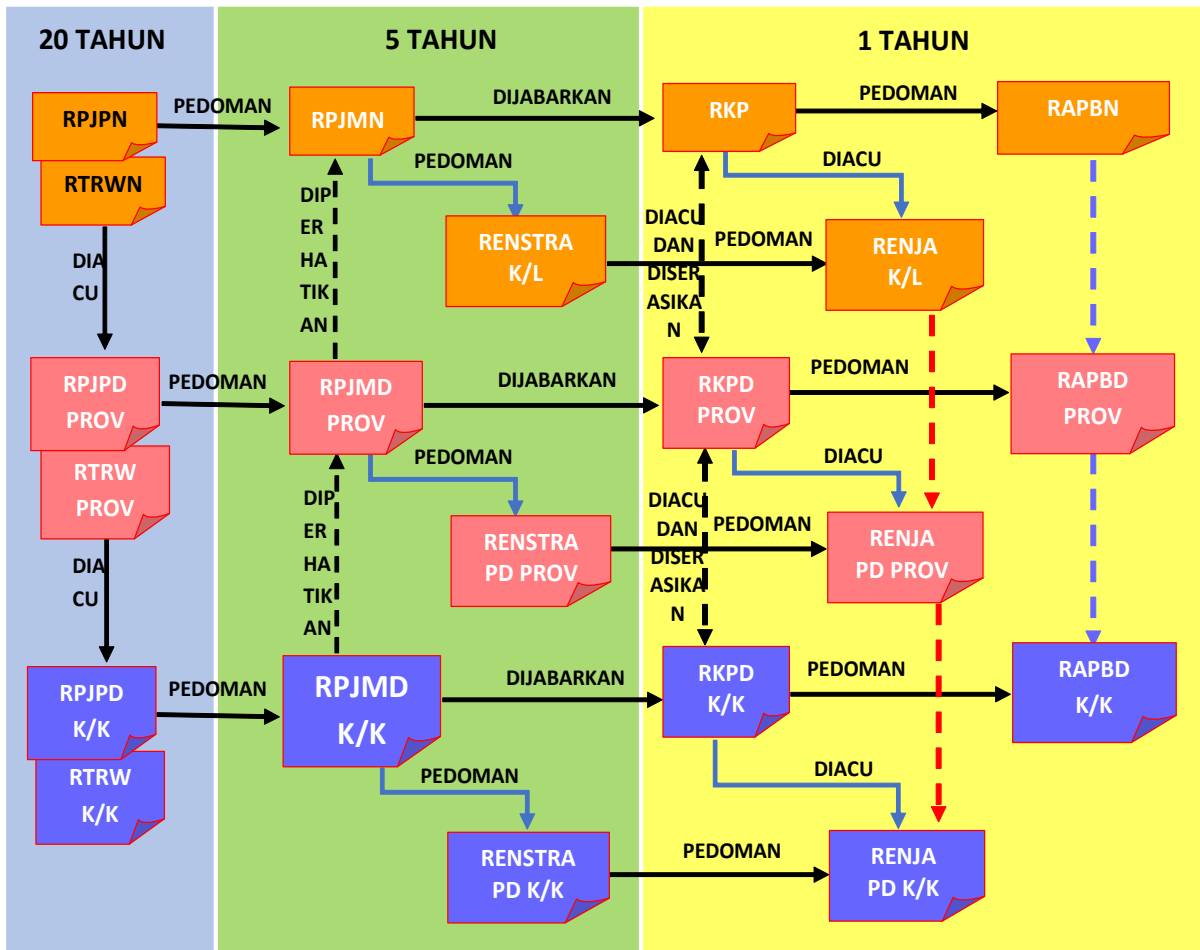 20 TAHUN
5 TAHUN
1 TAHUN
RPJPN
PEDOMAN
RPJMN
DIJABARKAN
RKP
PEDOMAN
RAPBN
RTRWN
PEDOMAN
DIACU
DIP
ER
HA
TIK
AN
DIACU
DAN
DISER
ASIKA
N
RENSTRA
K/L
PEDOMAN
RENJA
K/L
DIA
CU
RPJPD
PROV
PEDOMAN
RPJMD
PROV
DIJABARKAN
RKPD
PROV
PEDOMAN
RAPBD
PROV
RTRW
PROV
PEDOMAN
DIACU
DIP
ER
HA
TIK
AN
DIACU
DAN
DISER
ASIKA
N
RENSTRA
PD PROV
PEDOMAN
RENJA
PD PROV
DIA
CU
RPJPD
K/K
PEDOMAN
RPJMD
K/K
DIJABARKAN
RKPD
K/K
PEDOMAN
RAPBD
K/K
RTRW
K/K
PEDOMAN
DIACU
RENSTRA
PD K/K
PEDOMAN
RENJA
PD K/K